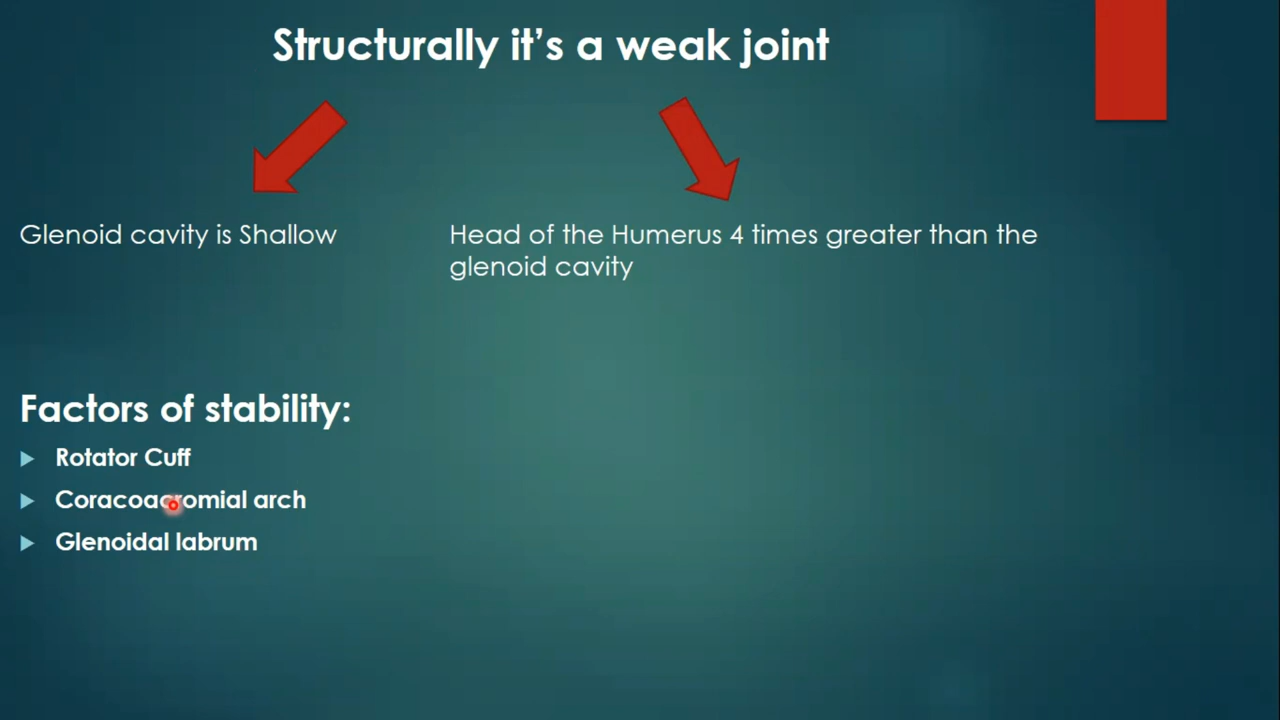 Structurally it's a weak joint
Glenoid cavity is Shallow
Head of the Humerus 4 times greater than the
glenoid cavity
Factors of stability:
Rotator Cuff
Coracoacromial arch
Glenoidal labrum